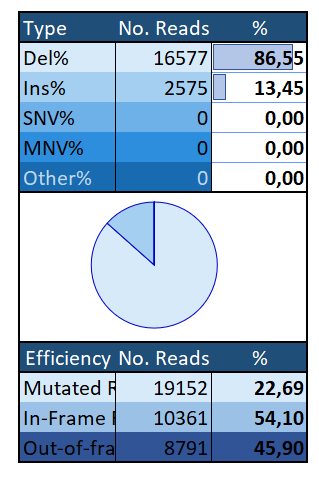 Type No. Reads %
Del% 16577 86,55
Ins% 2575 13,45
SNV% 0 0,00
MNV% 0 0,00
Other% 0 0,00
Efficiency No. Reads %
Mutated R 19152 22,69
In-Frame 10361 54,10
Out-of-fra 8791 45,90